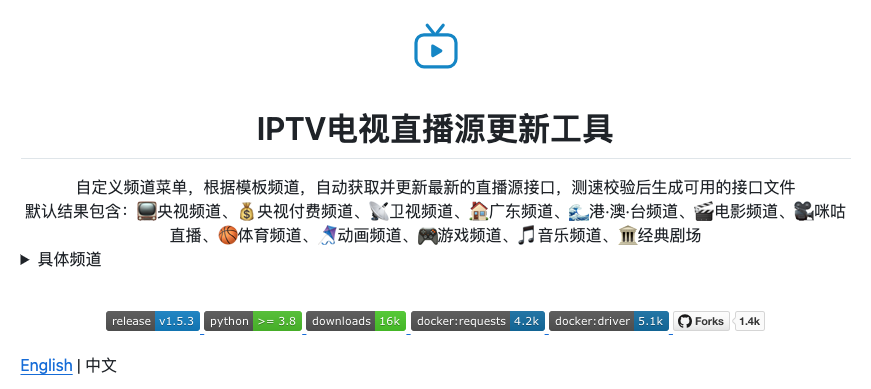 IPTV电视直播源更新工具
自定义频道菜单，根据模板频道，自动获取并更新最新的直播源接口，测速校验后生成可用的接口文件
默认结果包含：📺央视频道、💰央视付费频道、📡卫视频道、🏠广东频道、🌊港·澳·台频道、🎬电影频道、🎥咪咕
直播、🏀体育频道、🪁动画频道、🎮游戏频道、🎵音乐频道、🏛经典剧场
▶ 具体频道
release v1.5.3 python >= 3.8 downloads 16k docker:requests 4.2k docker:driver 5.1k Forks 1.4k
English | 中文